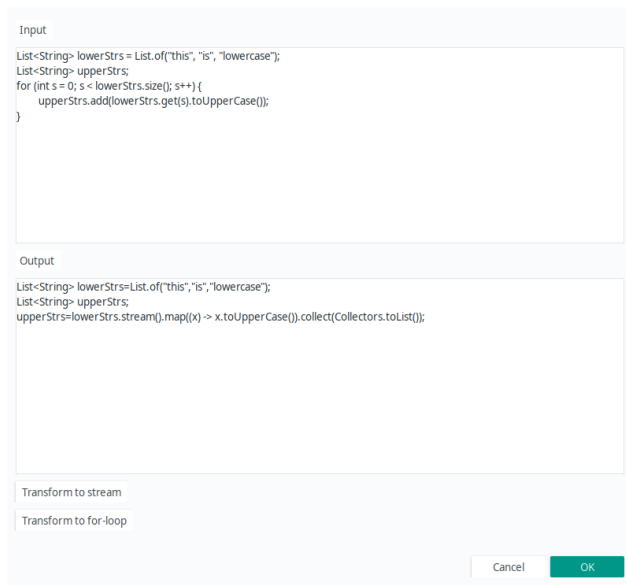 Input
List<String> lowerStrs = List.of("this", "is", "lowercase");
List<String> upperStrs;
for (int s = 0; s < lowerStrs.size(); s++) {
upperStrs.add(lowerStrs.get(s).toUpperCase());
}
Output
List<String> lowerStrs=List.of("this","is","lowercase");
List<String> upperStrs;
upperStrs=lowerStrs.stream().map((x) -> x.toUpperCase()).collect(Collectors.toList());
Transform to stream
Transform to for-loop
Cancel
OK